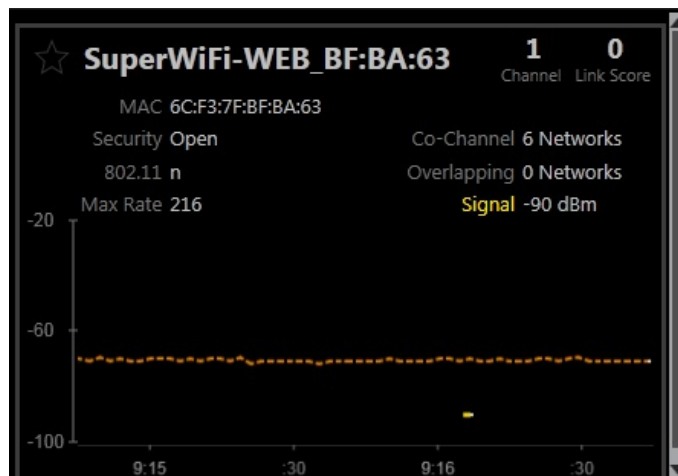 SuperWiFi-WEB_BF:BA:63 1 0
Channel Link Score
MAC 6C:F3:7F:BF:BA:63
Security Open Co-Channel 6 Networks
802.11 n Overlapping 0 Networks
Max Rate 216 Signal -90 dBm
-20
-60
-100
9:15 :30 9:16 :30